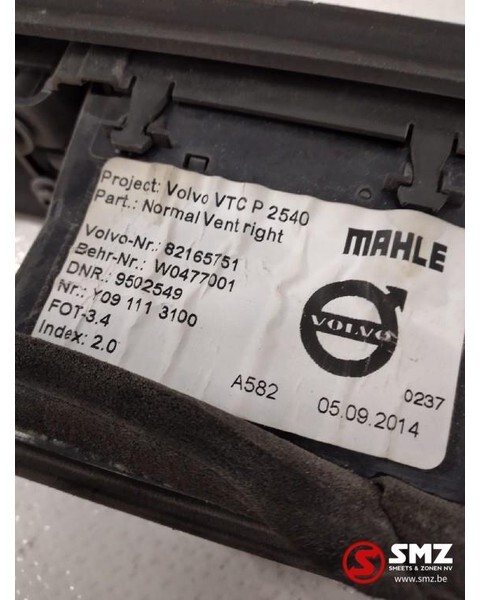 Project: Volvo VTC P 2540
Part.: Normal Vent right
MAHLE
Volvo-Nr.: 82165751
Behr-Nr.: W0477001
DNR.: 9502549
Nr.: Y09 111 3100
FOT-3.4
Index: 2.0
VOLVO
A582
05.09.2014
0237
SMZ
SMEETS & ZONEN NV
www.smz.be